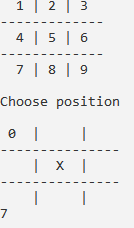 1 | 2 | 3
-------------
4 | 5 | 6
-------------
7 | 8 | 9
Choose position
0 |   |
---------------
  | X |
---------------
  |   |
7